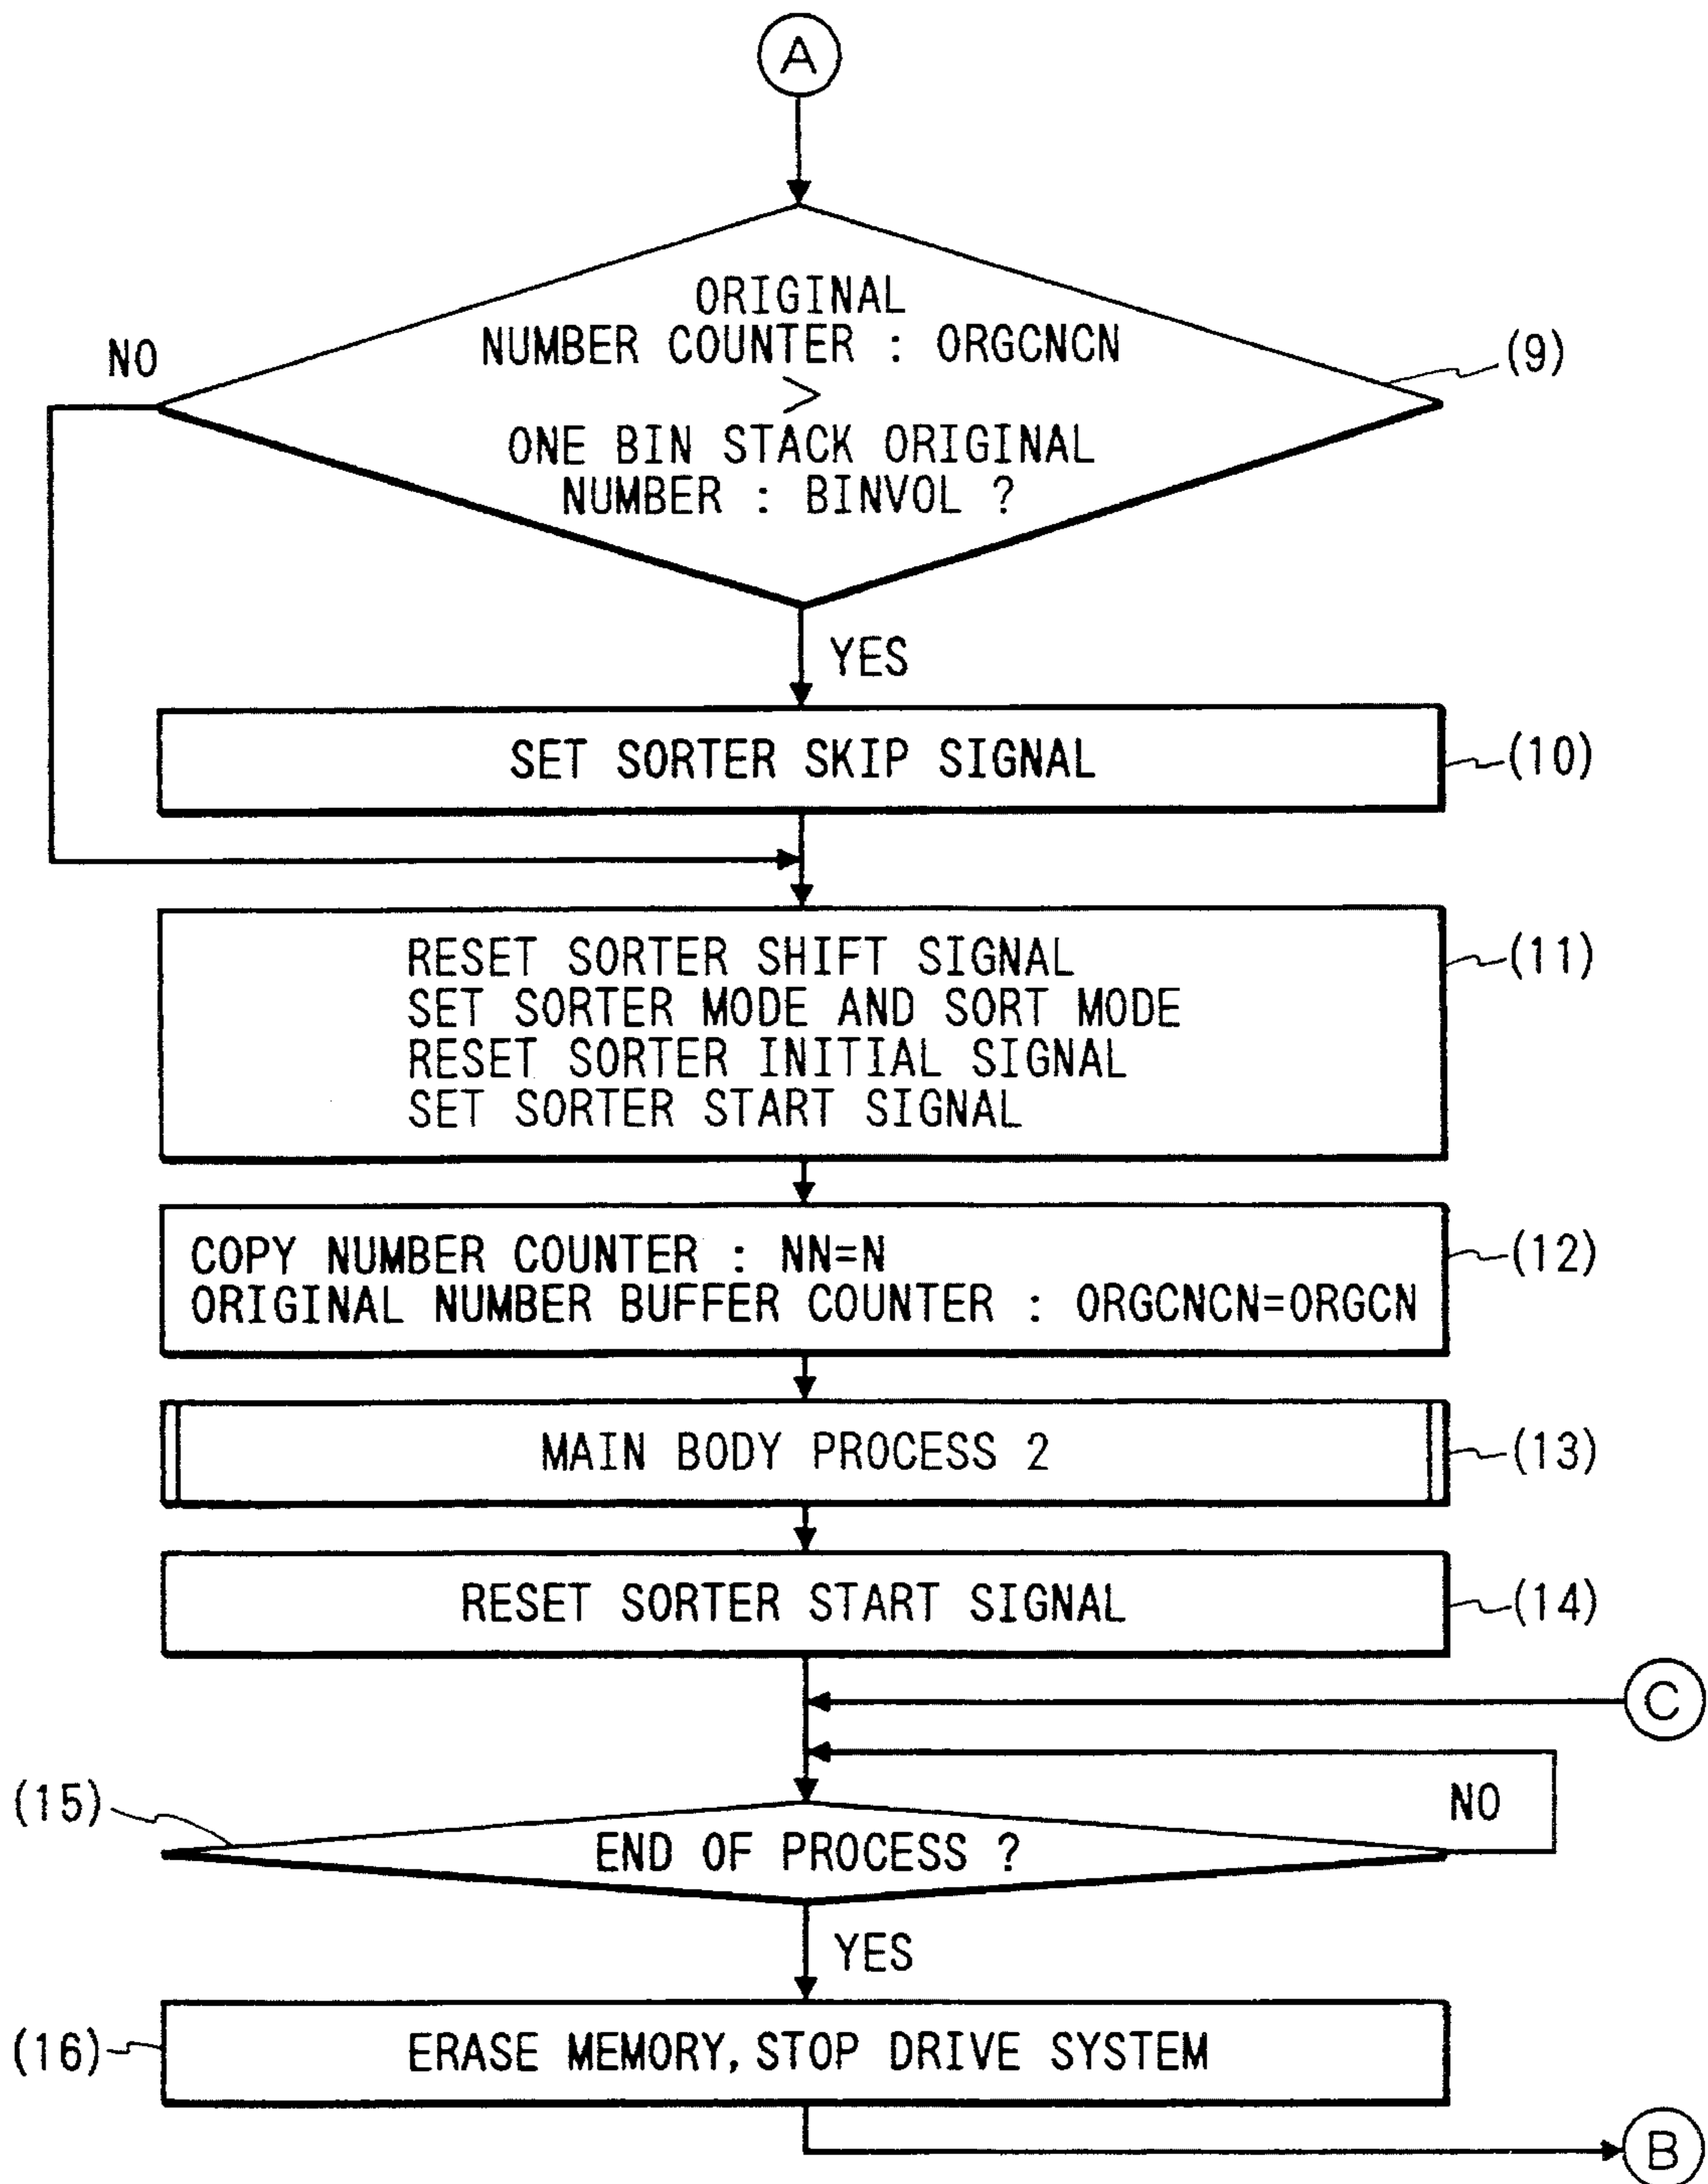 A
ORIGINAL
NUMBER COUNTER : ORGCNCN
>
ONE BIN STACK ORIGINAL
NUMBER : BINVOL ?
(9)
NO
YES
SET SORTER SKIP SIGNAL
(10)
RESET SORTER SHIFT SIGNAL
SET SORTER MODE AND SORT MODE
RESET SORTER INITIAL SIGNAL
SET SORTER START SIGNAL
(11)
COPY NUMBER COUNTER : NN=N
ORIGINAL NUMBER BUFFER COUNTER : ORGCNCN=ORGCN
(12)
MAIN BODY PROCESS 2
(13)
RESET SORTER START SIGNAL
(14)
C
(15)
END OF PROCESS ?
NO
YES
(16)
ERASE MEMORY, STOP DRIVE SYSTEM
B